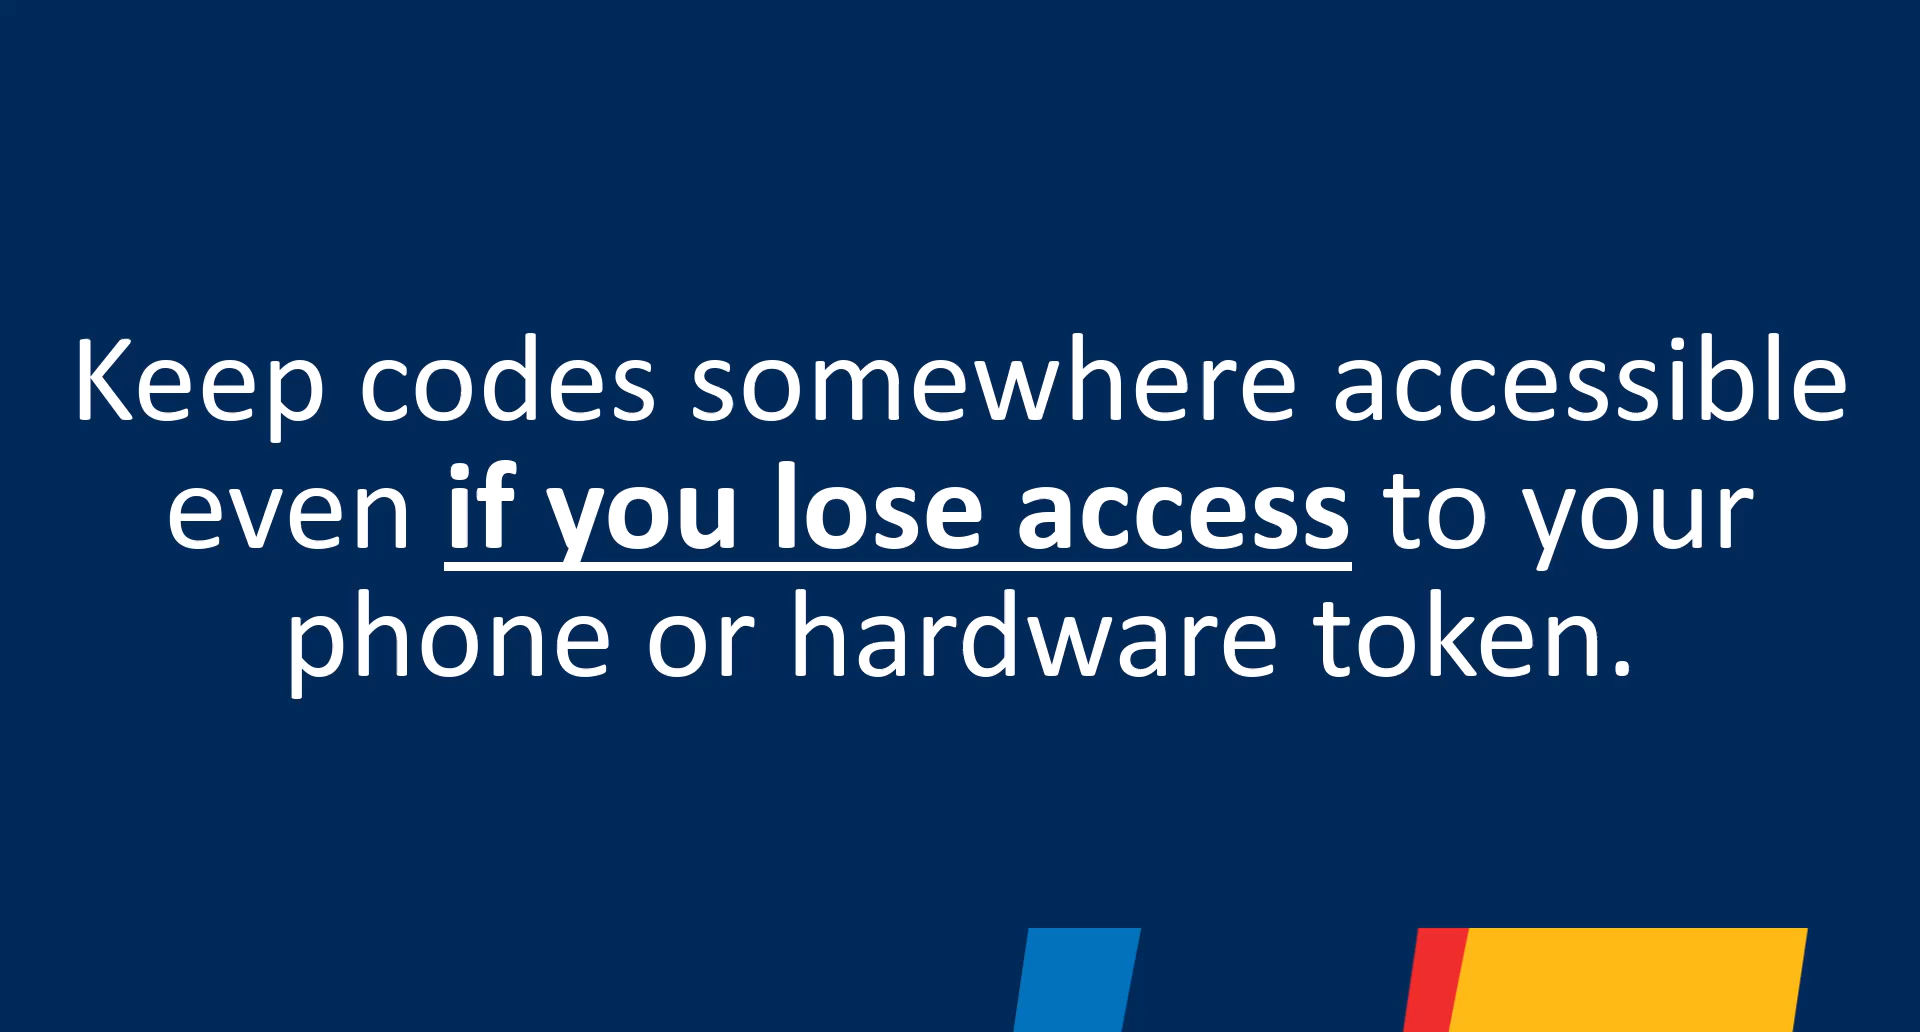 Keep codes somewhere accessible
even if you lose access to your
phone or hardware token.